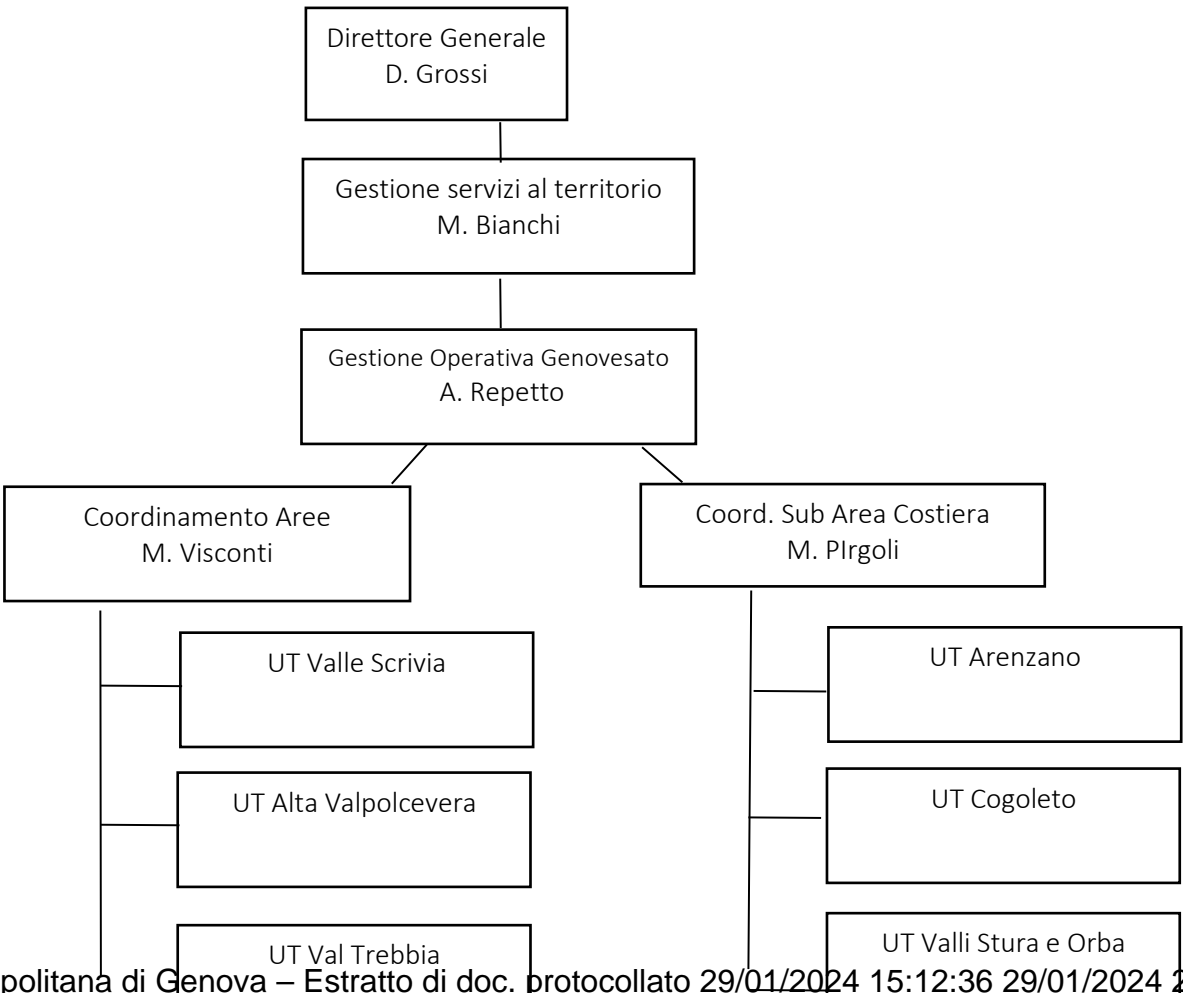 Direttore Generale
D. Grossi
Gestione servizi al territorio
M. Bianchi
Gestione Operativa Genovesato
A. Repetto
Coordinamento Aree
M. Visconti
Coord. Sub Area Costiera
M. PIrgoli
UT Valle Scrivia
UT Arenzano
UT Alta Valpolcevera
UT Cogoleto
UT Val Trebbia
UT Valli Stura e Orba
politana di Genova – Estratto di doc. protocollato 29/01/2024 15:12:36 29/01/2024 2